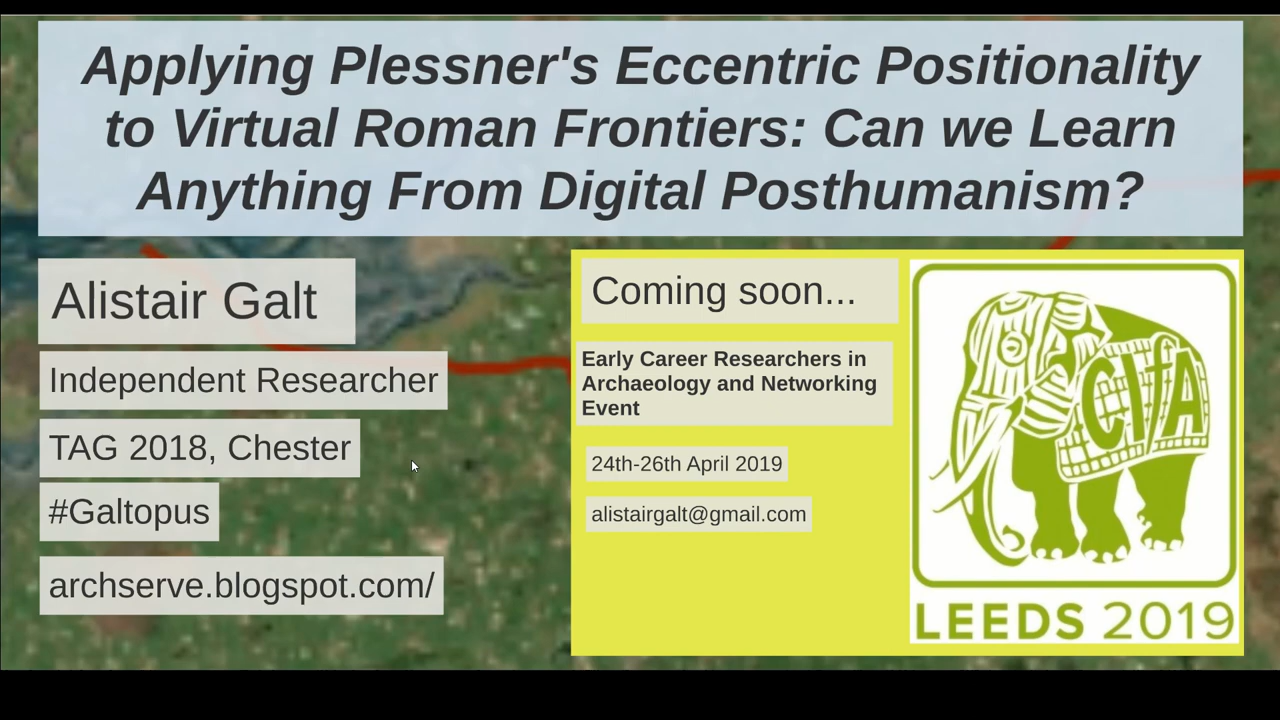 Applying Plessner's Eccentric Positionality
to Virtual Roman Frontiers: Can we Learn
Anything From Digital Posthumanism?
Alistair Galt
Independent Researcher
TAG 2018, Chester
#Galtopus
archserve.blogspot.com/
Coming soon...
Early Career Researchers in
Archaeology and Networking
Event
24th-26th April 2019
alistairgalt@gmail.com
CIfA
LEEDS 2019